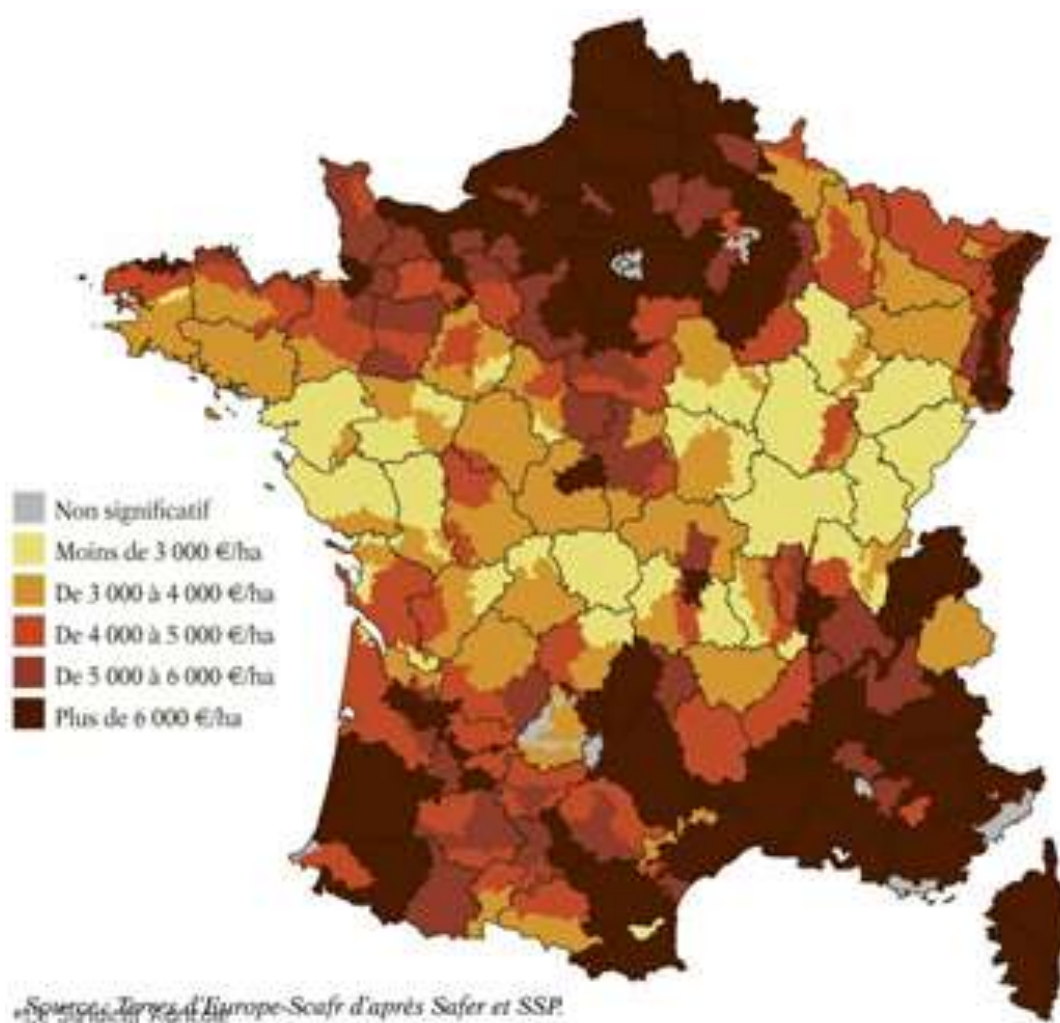 Non significatif
Moins de 3 000 €/ha
De 3 000 à 4 000 €/ha
De 4 000 à 5 000 €/ha
De 5 000 à 6 000 €/ha
Plus de 6 000 €/ha
Source: Terres d'Europe-Scafr d'après Safer et SSP.